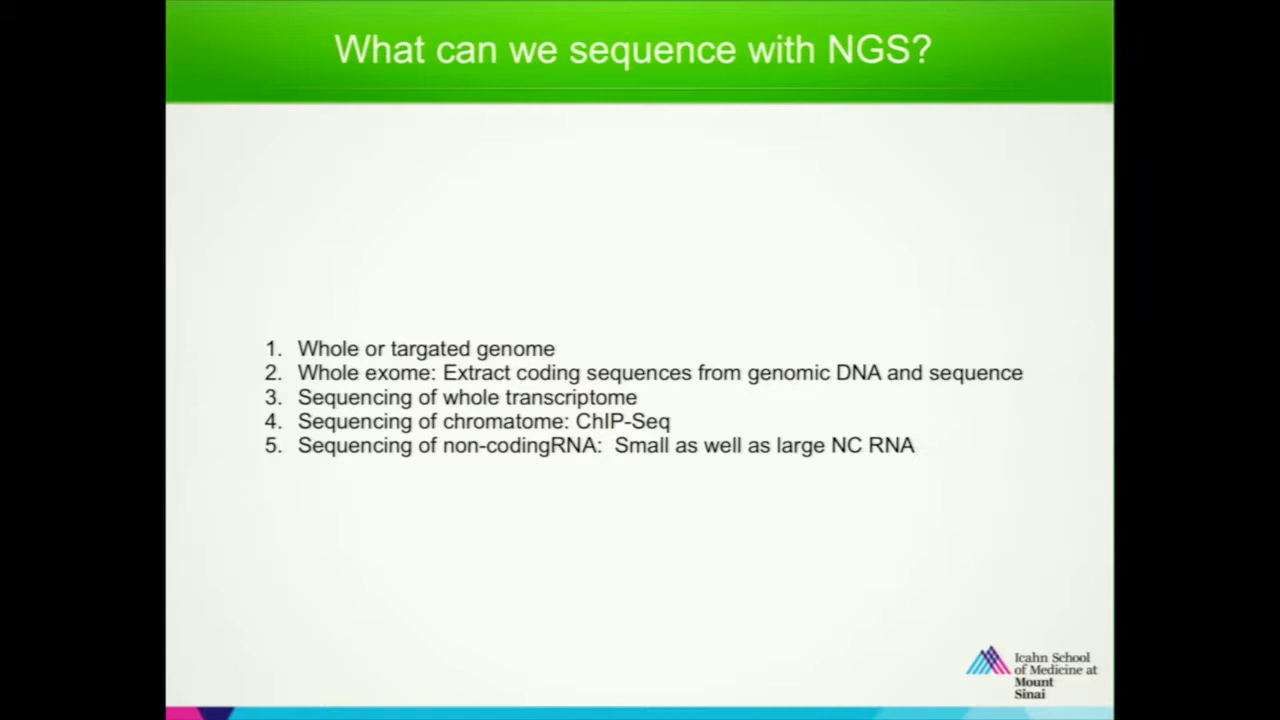 What can we sequence with NGS?
1. Whole or targated genome
2. Whole exome: Extract coding sequences from genomic DNA and sequence
3. Sequencing of whole transcriptome
4. Sequencing of chromatome: ChIP-Seq
5. Sequencing of non-codingRNA: Small as well as large NC RNA
Icahn School
of Medicine at
Mount
Sinai